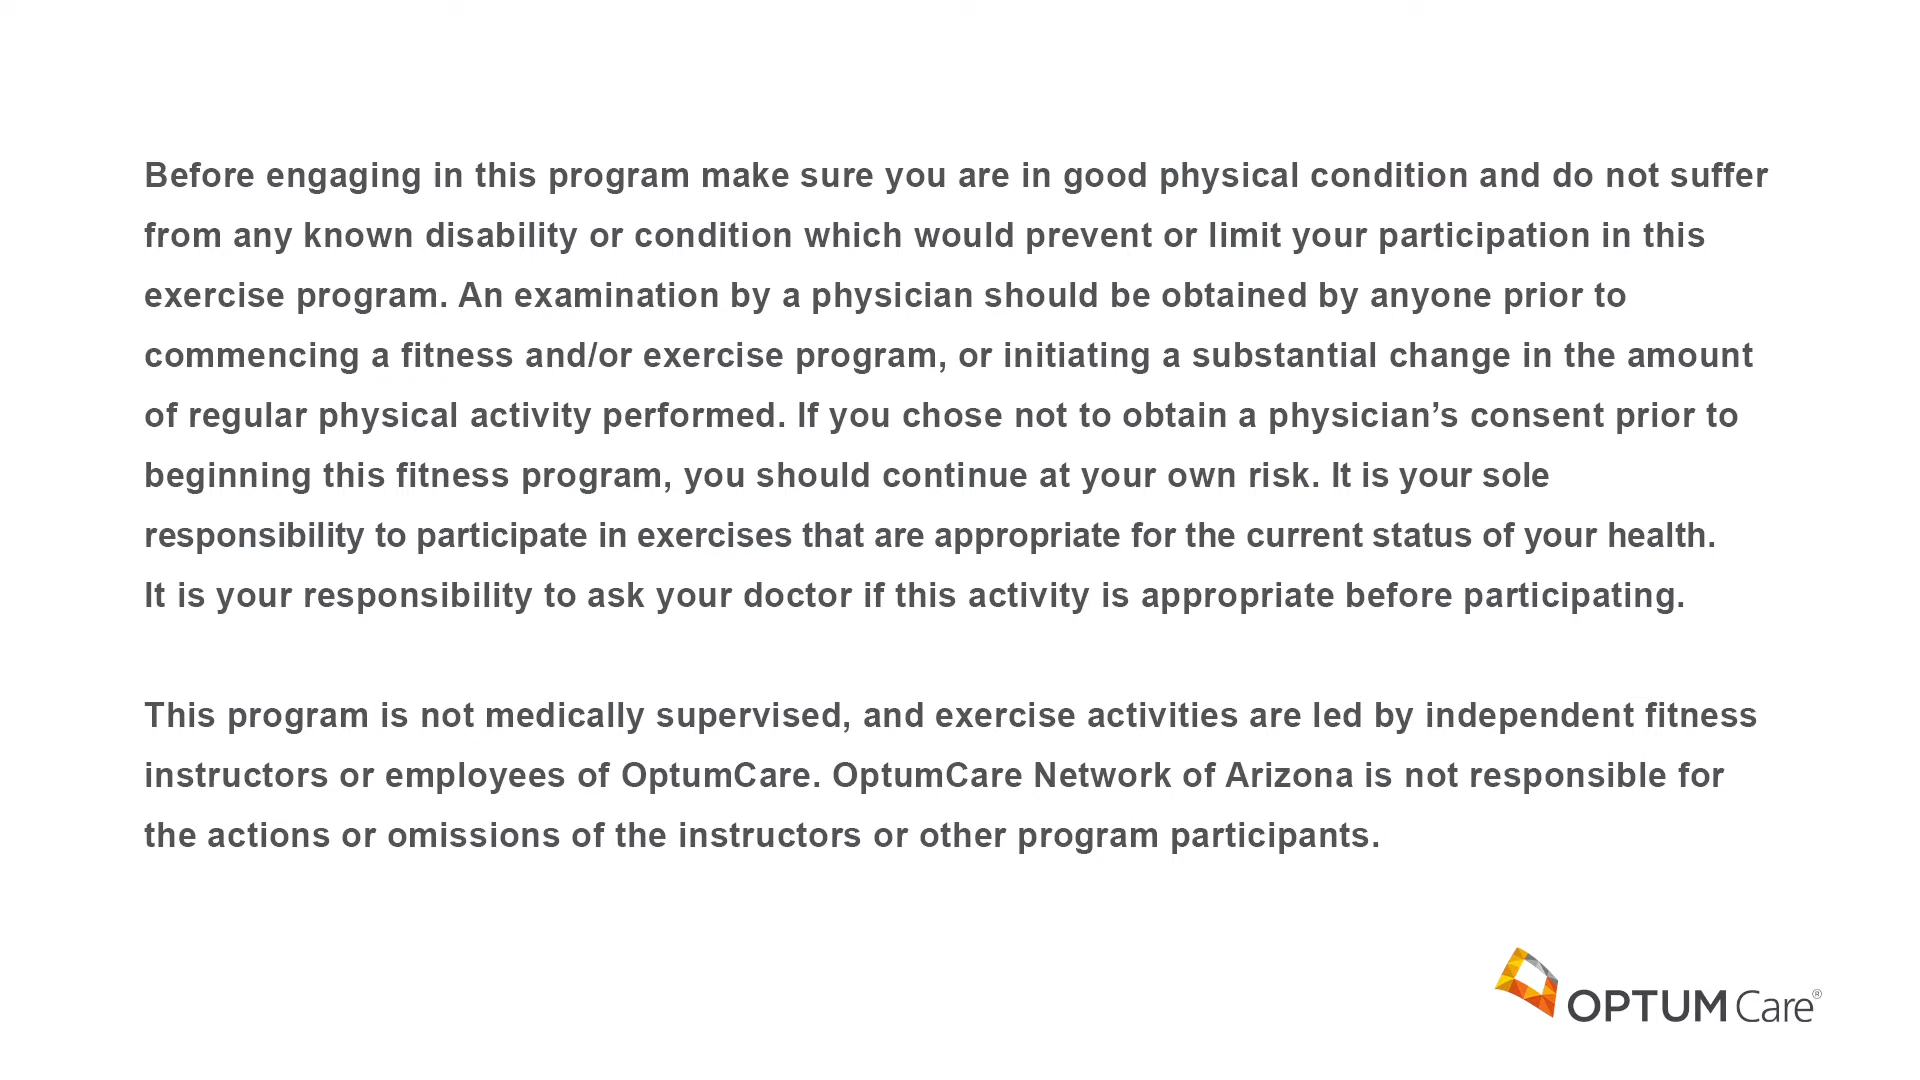 Before engaging in this program make sure you are in good physical condition and do not suffer
from any known disability or condition which would prevent or limit your participation in this
exercise program. An examination by a physician should be obtained by anyone prior to
commencing a fitness and/or exercise program, or initiating a substantial change in the amount
of regular physical activity performed. If you chose not to obtain a physician’s consent prior to
beginning this fitness program, you should continue at your own risk. It is your sole
responsibility to participate in exercises that are appropriate for the current status of your health.
It is your responsibility to ask your doctor if this activity is appropriate before participating.
This program is not medically supervised, and exercise activities are led by independent fitness
instructors or employees of OptumCare. OptumCare Network of Arizona is not responsible for
the actions or omissions of the instructors or other program participants.
OPTUM Care®